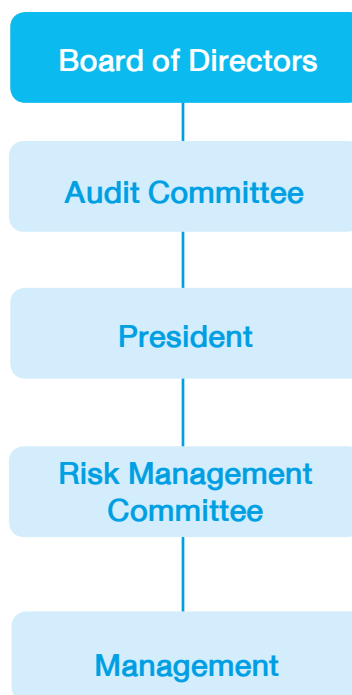 Board of Directors
Audit Committee
President
Risk Management
Committee
Management